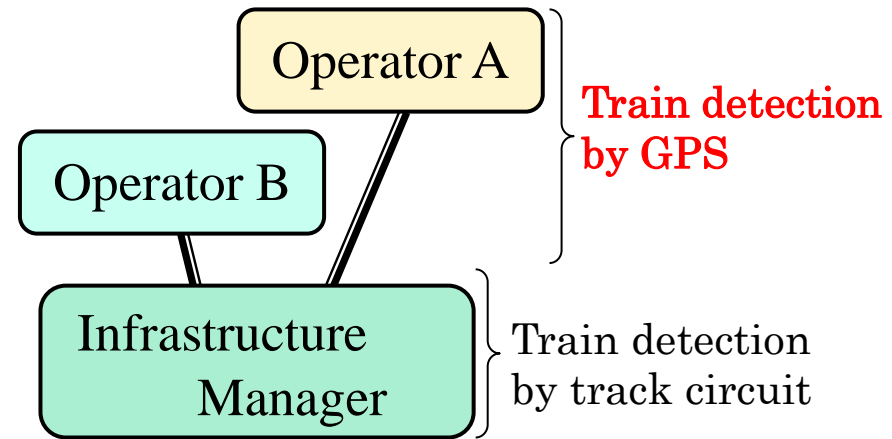 Operator A
Train detection
by GPS
Operator B
Infrastructure
Manager
Train detection
by track circuit